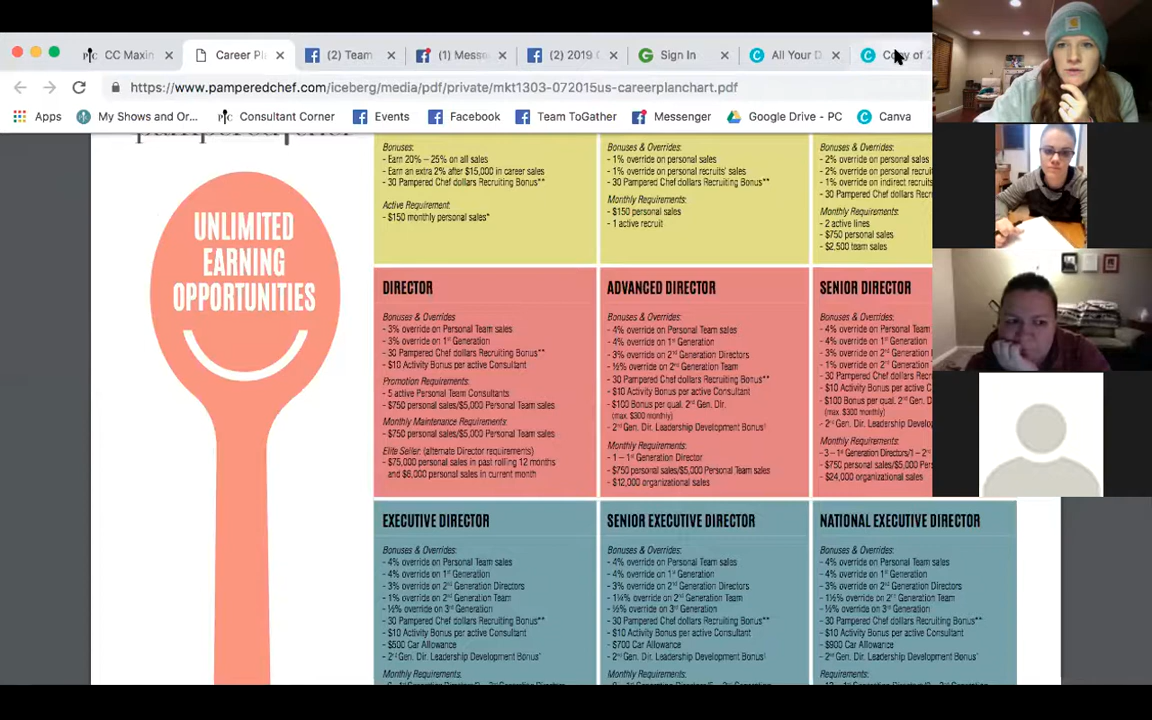 CC Maxin
Career Pl
(2) Team
(1) Mess
(2) 2019
Sign In
All Your D
Copy of 2
https://www.pamperedchef.com/iceberg/media/pdf/private/mkt1303-072015us-careerplanchart.pdf
Apps
My Shows and Or...
Consultant Corner
Events
Facebook
Team ToGather
Messenger
Google Drive - PC
Canva
UNLIMITED
EARNING
OPPORTUNITIES
Bonuses:
- Earn 20% – 25% on all sales
- Earn an extra 2% after $15,000 in career sales
- 30 Pampered Chef dollars Recruiting Bonus**
Active Requirement:
- $150 monthly personal sales*
Bonuses & Overrides:
- 1% override on personal sales
- 1% override on personal recruits' sales
- 30 Pampered Chef dollars Recruiting Bonus**
Monthly Requirements:
- $150 personal sales
- 1 active recruit
Bonuses & Overrides:
- 2% override on personal sales
- 2% override on personal recruit
- 1% override on indirect recruits
- 30 Pampered Chef dollars Recr
Monthly Requirements:
- 2 active lines
- $750 personal sales
- $2,500 team sales
DIRECTOR
Bonuses & Overrides
- 3% override on Personal Team sales
- 3% override on 1st Generation
- 30 Pampered Chef dollars Recruiting Bonus**
- $10 Activity Bonus per active Consultant
Promotion Requirements:
- 5 active Personal Team Consultants
- $750 personal sales/$5,000 Personal Team sales
Monthly Maintenance Requirements:
- $750 personal sales/$5,000 Personal Team sales
Elite Seller: (alternate Director requirements)
- $75,000 personal sales in past rolling 12 months
and $8,000 personal sales in current month
ADVANCED DIRECTOR
Bonuses & Overrides:
- 4% override on Personal Team sales
- 4% override on 1st Generation
- 3% override on 2nd Generation Directors
- ½% override on 2nd Generation Team
- 30 Pampered Chef dollars Recruiting Bonus**
- $10 Activity Bonus per active Consultant
- $100 Bonus per qual. 2nd Gen. Dir.
(max. $300 monthly)
- 2nd Gen. Dir. Leadership Development Bonus
Monthly Requirements:
- 1 – 1st Generation Director
- $750 personal sales/$5,000 Personal Team sales
- $12,000 organizational sales
SENIOR DIRECTOR
Bonuses & Overrides:
- 4% override on Personal Team
- 4% override on 1st Generation
- 3% override on 2nd Generation
- 1% override on 2nd Generation
- 30 Pampered Chef dollars Recr
- $10 Activity Bonus per active C
- $100 Bonus per qual. 2nd Gen. D
(max. $300 monthly)
- 2nd Gen. Dir. Leadership Develo
Monthly Requirements:
- 3 – 1st Generation Directors/1 – 2n
- $750 personal sales/$5,000 Per
- $24,000 organizational sales
EXECUTIVE DIRECTOR
Bonuses & Overrides:
- 4% override on Personal Team sales
- 4% override on 1st Generation
- 3% override on 2nd Generation Directors
- 1% override on 2nd Generation Team
- ½% override on 3rd Generation
- 30 Pampered Chef dollars Recruiting Bonus**
- $10 Activity Bonus per active Consultant
- $500 Car Allowance
- 2nd Gen. Dir. Leadership Development Bonus
Monthly Requirements:
SENIOR EXECUTIVE DIRECTOR
Bonuses & Overrides:
- 4% override on Personal Team sales
- 4% override on 1st Generation
- 3% override on 2nd Generation Directors
- 1¼% override on 2nd Generation Team
- ½% override on 3rd Generation
- 30 Pampered Chef dollars Recruiting Bonus**
- $10 Activity Bonus per active Consultant
- $700 Car Allowance
- 2nd Gen. Dir. Leadership Development Bonus
Monthly Requirements:
NATIONAL EXECUTIVE DIRECTOR
Bonuses & Overrides:
- 4% override on Personal Team sales
- 4% override on 1st Generation
- 3% override on 2nd Generation Directors
- 1½% override on 2nd Generation Team
- ½% override on 3rd Generation
- 30 Pampered Chef dollars Recruiting Bonus**
- $10 Activity Bonus per active Consultant
- $900 Car Allowance
- 2nd Gen. Dir. Leadership Development Bonus
Requirements: